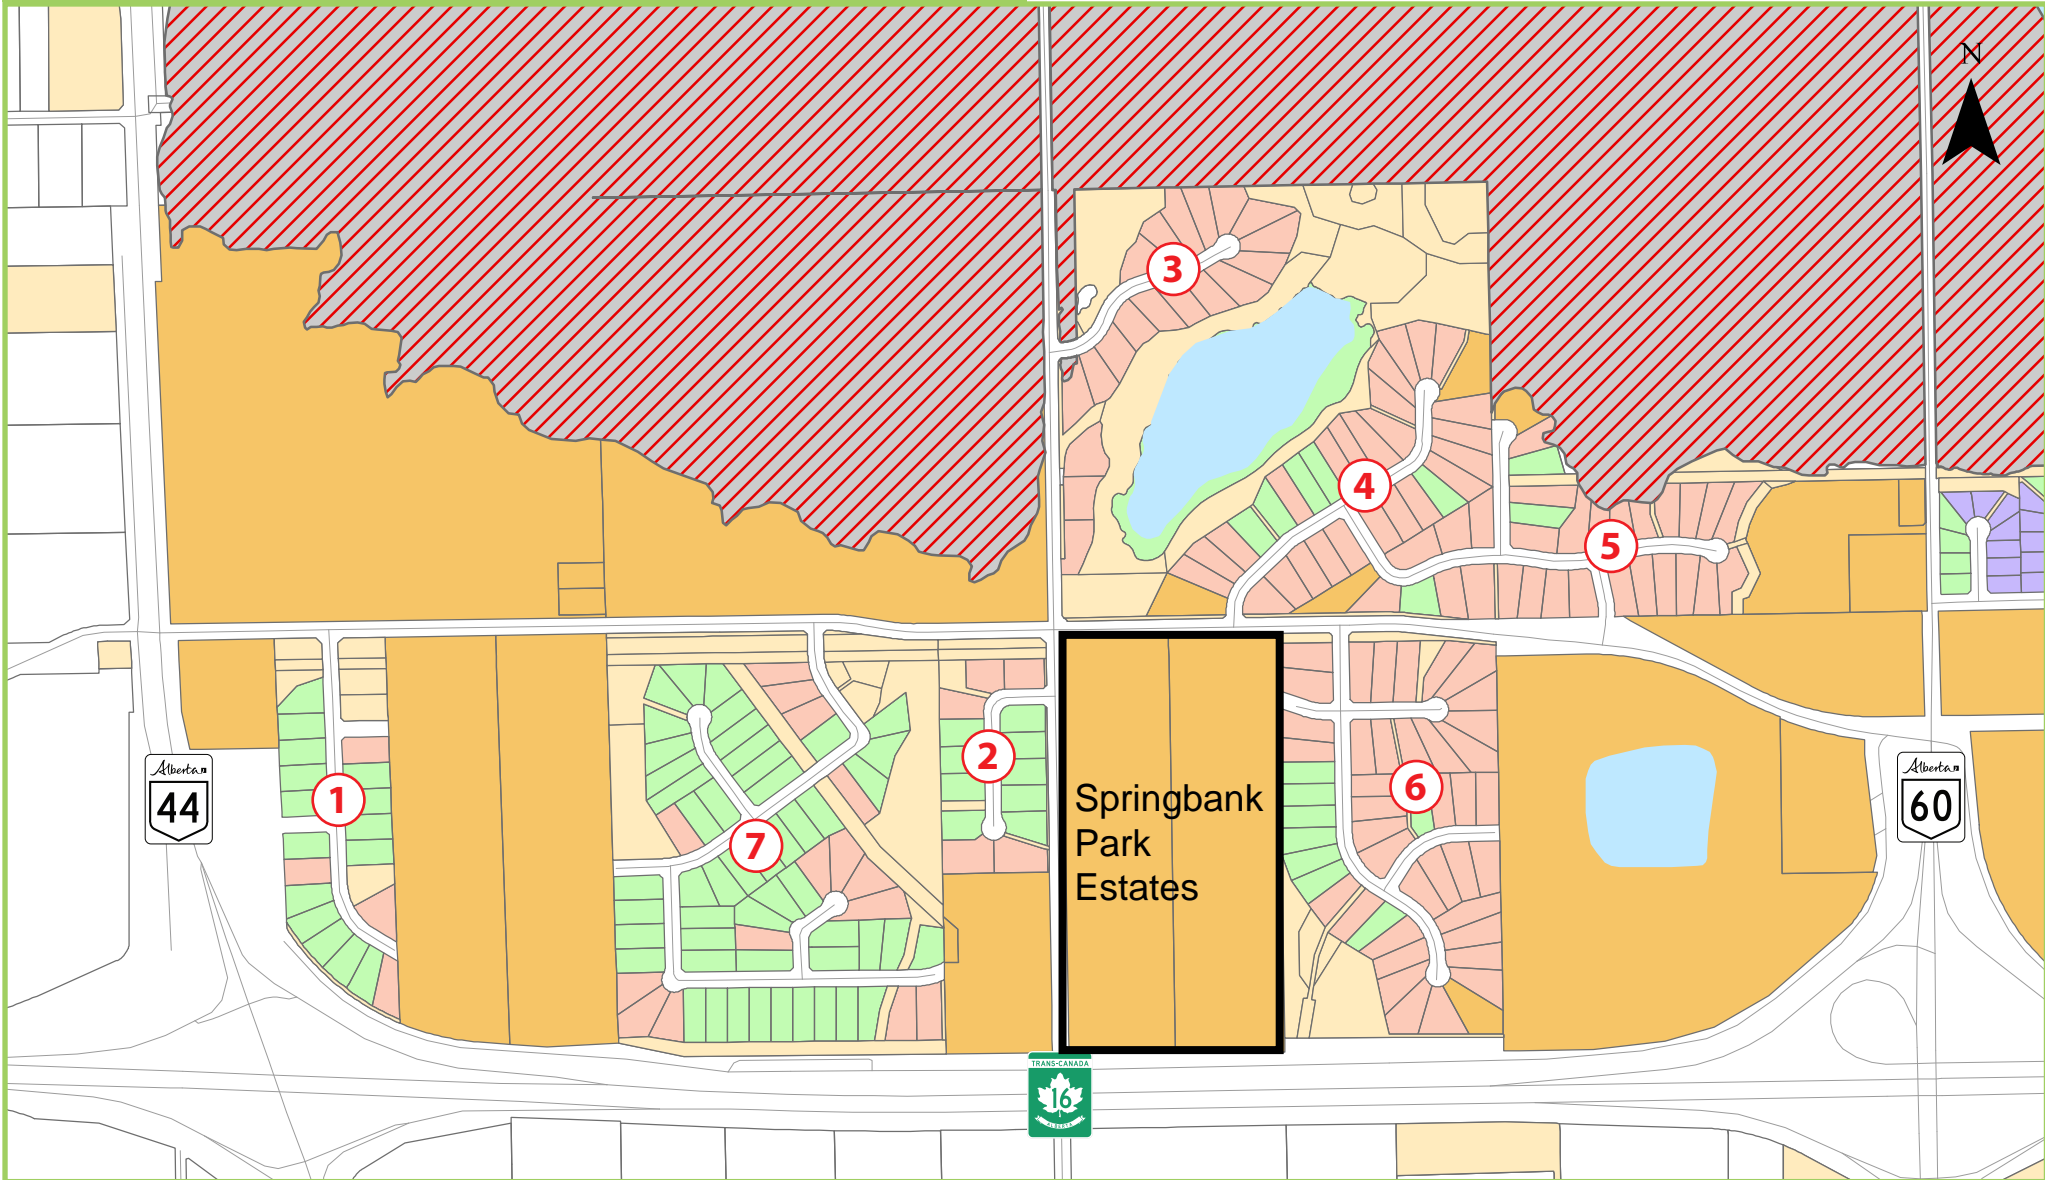 N
3
4
5
2
6
1
7
Alberta
44
Alberta
60
Springbank
Park
Estates
TRANS-CANADA
16
ALBERTA